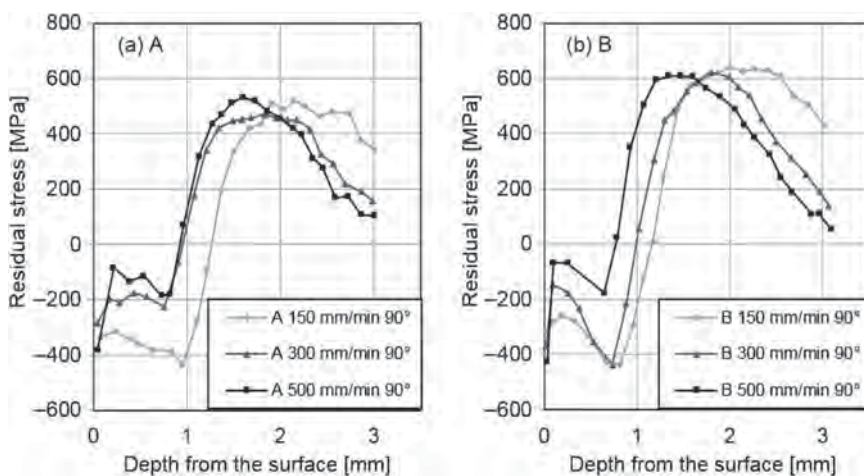 800
600
400
200
0
−200
−400
−600
0
1
2
3
Residual stress [MPa]
Depth from the surface [mm]
(a) A
A 150 mm/min 90°
A 300 mm/min 90°
A 500 mm/min 90°
800
600
400
200
0
−200
−400
−600
0
1
2
3
Residual stress [MPa]
Depth from the surface [mm]
(b) B
B 150 mm/min 90°
B 300 mm/min 90°
B 500 mm/min 90°